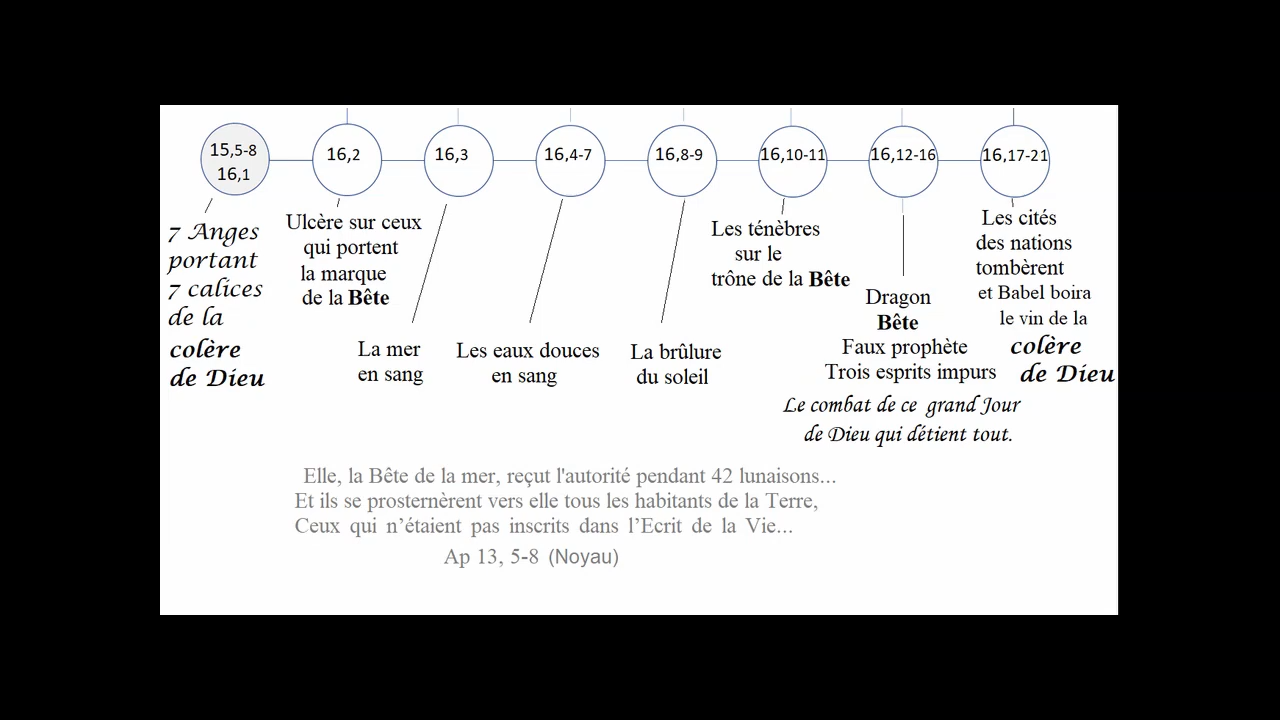 15,5-8
16,1
16,2
16,3
16,4-7
16,8-9
16,10-11
16,12-16
16,17-21
7 Anges
portant
7 calices
de la
colère
de Dieu
Ulcère sur ceux
qui portent
la marque
de la Bête
La mer
en sang
Les eaux douces
en sang
La brûlure
du soleil
Les ténèbres
sur le
trône de la Bête
Dragon
Bête
Faux prophète
Trois esprits impurs
Le combat de ce grand Jour
de Dieu qui détient tout.
Les cités
des nations
tombèrent
et Babel boira
le vin de la
colère
de Dieu
Elle, la Bête de la mer, reçut l'autorité pendant 42 lunaisons...
Et ils se prosternèrent vers elle tous les habitants de la Terre,
Ceux qui n’étaient pas inscrits dans l’Ecrit de la Vie...
Ap 13, 5-8 (Noyau)